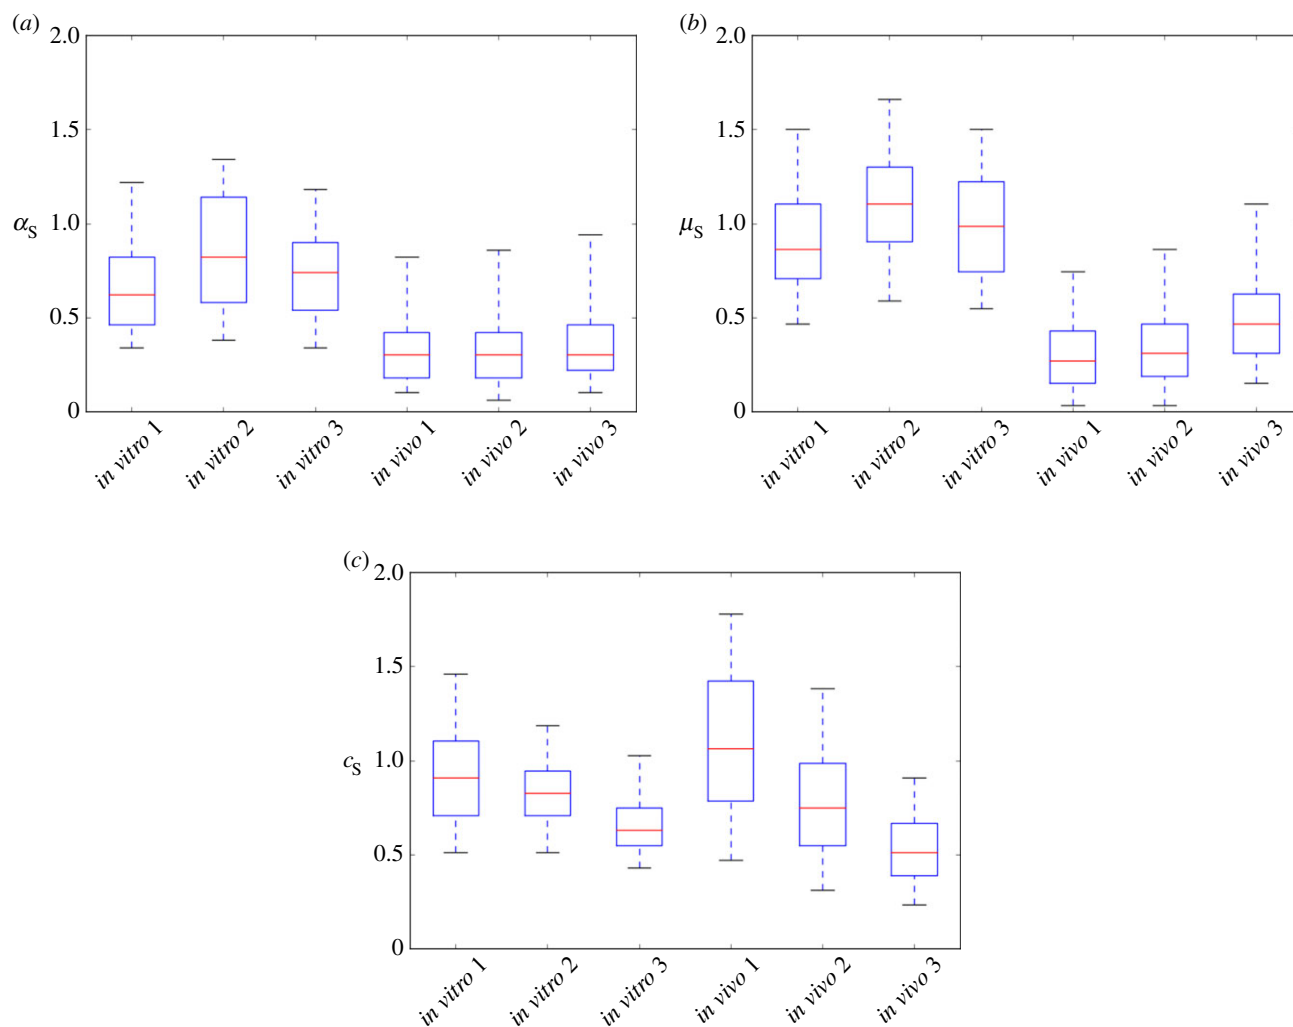 (a)
2.0
1.5
αS
1.0
0.5
0
in vitro 1
in vitro 2
in vitro 3
in vivo 1
in vivo 2
in vivo 3
(b)
2.0
1.5
μS
1.0
0.5
0
in vitro 1
in vitro 2
in vitro 3
in vivo 1
in vivo 2
in vivo 3
(c)
2.0
1.5
cS
1.0
0.5
0
in vitro 1
in vitro 2
in vitro 3
in vivo 1
in vivo 2
in vivo 3